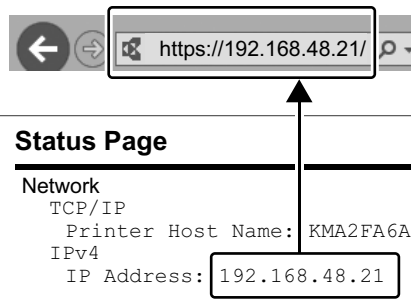 https://192.168.48.21/
Status Page
Network
TCP/IP
Printer Host Name: KMA2FA6A
IPv4
IP Address: 192.168.48.21